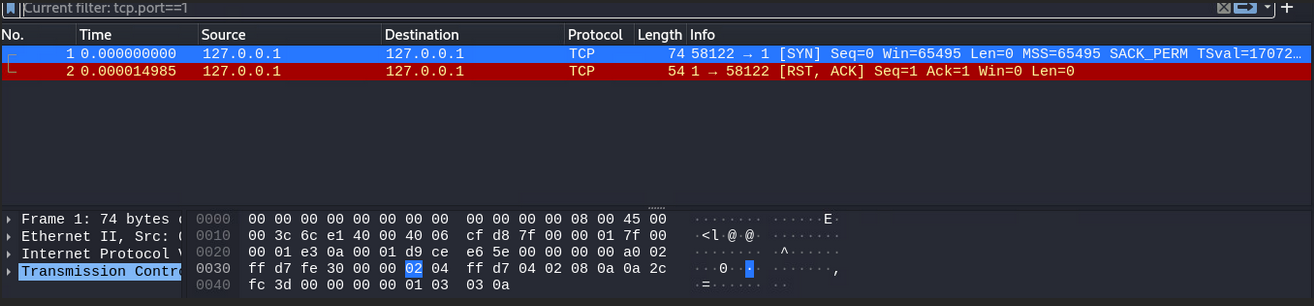 Current filter: tcp.port==1
No. Time Source Destination Protocol Length Info
1 0.000000000 127.0.0.1 127.0.0.1 TCP 74 58122 → 1 [SYN] Seq=0 Win=65495 Len=0 MSS=65495 SACK_PERM TSval=17072…
2 0.000014985 127.0.0.1 127.0.0.1 TCP 54 1 → 58122 [RST, ACK] Seq=1 Ack=1 Win=0 Len=0
Frame 1: 74 bytes 0000 00 00 00 00 00 00 00 00 00 00 00 00 08 00 45 00 ········ ······E·
Ethernet II, Src: ( 0010 00 3c 6c e1 40 00 40 06 cf d8 7f 00 00 01 7f 00 ·<l·@·@· ········
Internet Protocol 0020 00 01 e3 0a 00 01 d9 ce e6 5e 00 00 00 00 a0 02 ········ ·^······
Transmission Contro 0030 ff d7 fe 30 00 00 02 04 ff d7 04 02 08 0a 0a 2c ···0···· ·······,
0040 fc 3d 00 00 00 00 01 03 03 0a ·=······ ··